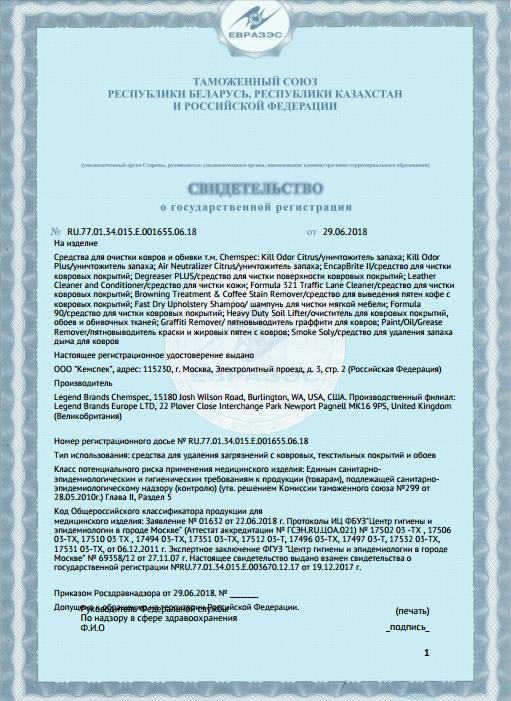 ЕВРАЗЭС
ТАМОЖЕННЫЙ СОЮЗ
РЕСПУБЛИКИ БЕЛАРУСЬ, РЕСПУБЛИКИ КАЗАХСТАН
И РОССИЙСКОЙ ФЕДЕРАЦИИ
(уполномоченный орган Стороны, руководитель уполномоченного органа, наименование административно-территориального образования)
СВИДЕТЕЛЬСТВО
о государственной регистрации
№ RU.77.01.34.015.E.001655.06.18 от 29.06.2018
На изделие
Средства для очистки ковров и обивки т.м. Chemspec: Kill Odor Citrus/уничтожитель запаха; Kill Odor
Plus/уничтожитель запаха; Air Neutralizer Citrus/уничтожитель запаха; EncapBrite II/средство для чистки
ковровых покрытий; Degreaser PLUS/средство для чистки поверхности ковровых покрытий; Leather
Cleaner and Conditioner/средство для чистки кожи; Formula 321 Traffic Lane Cleaner/средство для чистки
ковровых покрытий; Browning Treatment & Coffee Stain Remover/средство для выведения пятен кофе с
ковровых покрытий; Fast Dry Upholstery Shampoo/ шампунь для чистки мягкой мебели; Formula
90/средство для чистки ковровых покрытий; Heavy Duty Soil Lifter/очиститель для ковровых покрытий,
обоев и обивочных тканей; Graffiti Remover/ пятновыводитель граффити для ковров; Paint/Oil/Grease
Remover/пятновыводитель краски и жировых пятен с ковров; Smoke Soly/средство для удаления запаха
дыма для ковров
Настоящее регистрационное удостоверение выдано
ООО "Кемспек", адрес: 115230, г. Москва, Электролитный проезд, д. 3, стр. 2 (Российская Федерация)
Производитель
Legend Brands Chemspec, 15180 Josh Wilson Road, Burlington, WA, USA, США. Производственный филиал:
Legend Brands Europe LTD, 22 Plover Close Interchange Park Newport Pagnell MK16 9PS, United Kingdom
(Великобритания)
Номер регистрационного досье № RU.77.01.34.015.E.001655.06.18
Тип использования: средства для удаления загрязнений с ковровых, текстильных покрытий и обоев
Класс потенциального риска применения медицинского изделия: Единым санитарно-
эпидемиологическим и гигиеническим требованиям к продукции (товарам), подлежащей санитарно-
эпидемиологическому надзору (контролю) (утв. решением Комиссии таможенного союза №299 от
28.05.2010г.) Глава II, Раздел 5
Код Общероссийского классификатора продукции для
медицинского изделия: Заявление № 01632 от 22.06.2018 г. Протоколы ИЦ ФБУЗ"Центр гигиены и
эпидемиологии в городе Москве" (Аттестат аккредитации № ГСЭН.RU.ЦОА.021) № 17502 03 -ТХ , 17506
03-ТХ, 17510 03 ТХ , 17494 03-ТХ, 17351 03-ТХ, 17512 03-Т, 17496 03-ТХ, 17497 03-Т, 17532 03-ТХ,
17531 03-ТХ, от 06.12.2011 г. Экспертное заключение ФГУЗ "Центр гигиены и эпидемиологии в городе
Москве" № 69358/12 от 27.11.07 г. Настоящее свидетельство выдано взамен свидетельства о
государственной регистрации №RU.77.01.34.015.E.003670.12.17 от 19.12.2017 г.
Приказом Росздравнадзора от 29.06.2018. № ________
Допущено к обращению на территории Российской Федерации.
Руководитель Федеральной службы (печать)
По надзору в сфере здравоохранения _подпись_
Ф.И.О
1